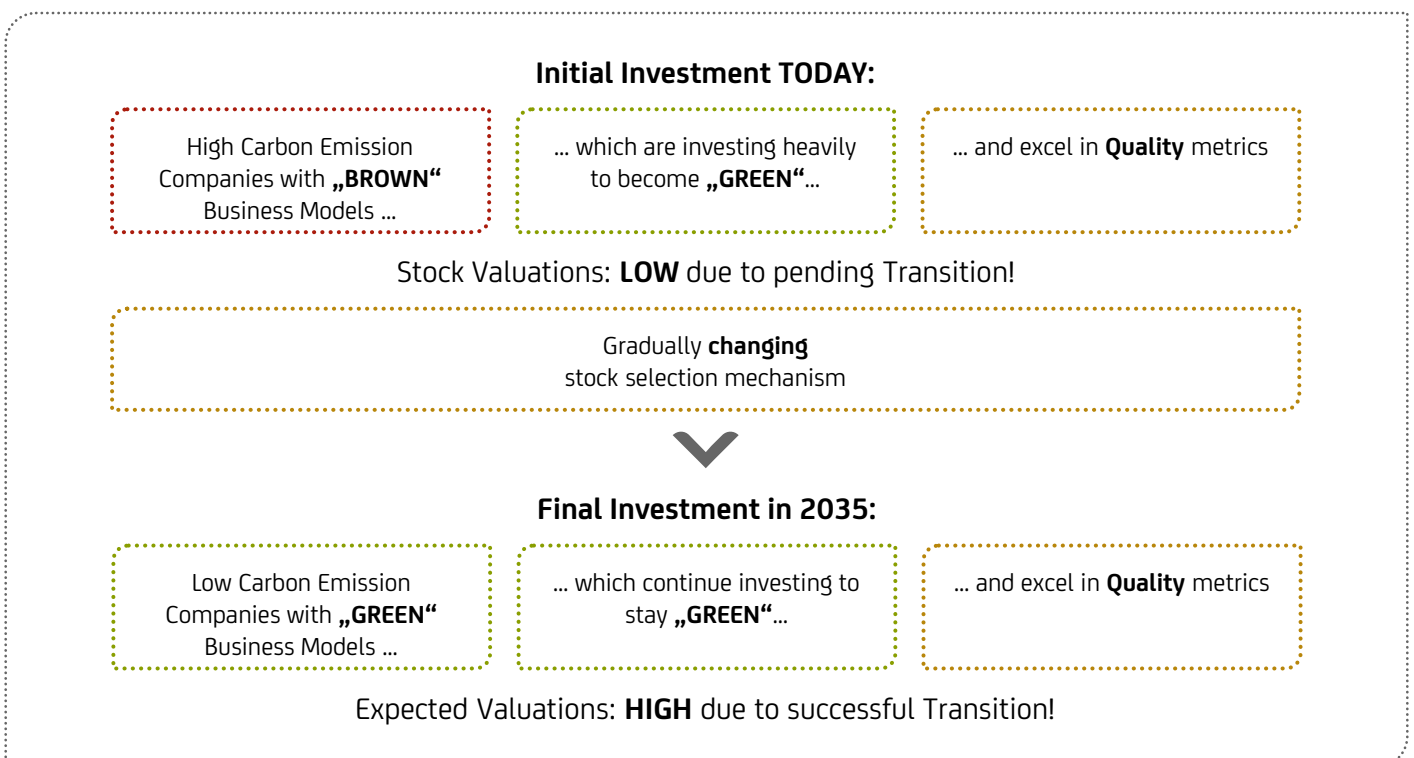 Initial Investment TODAY:
High Carbon Emission
Companies with „BROWN“
Business Models ...
... which are investing heavily
to become „GREEN“...
... and excel in Quality metrics
Stock Valuations: LOW due to pending Transition!
Gradually changing
stock selection mechanism
Final Investment in 2035:
Low Carbon Emission
Companies with „GREEN“
Business Models ...
... which continue investing to
stay „GREEN“...
... and excel in Quality metrics
Expected Valuations: HIGH due to successful Transition!